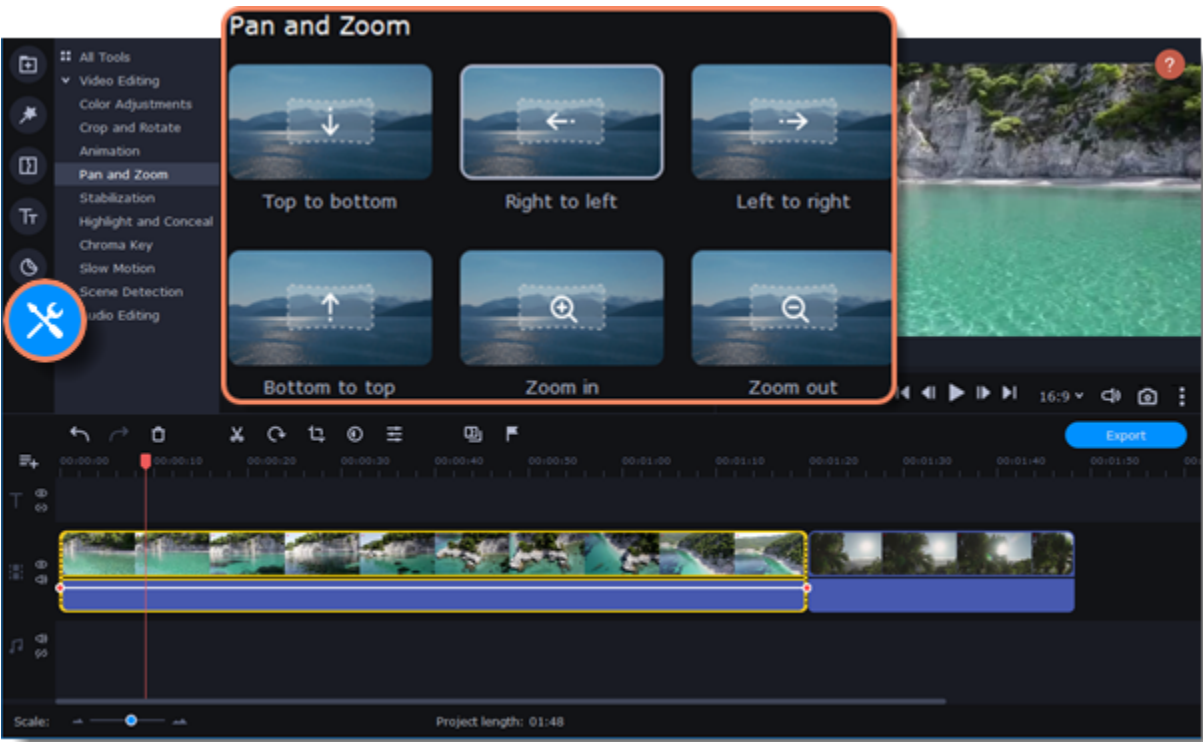 Pan and Zoom
All Tools
Video Editing
Color Adjustments
Crop and Rotate
Animation
Pan and Zoom
Stabilization
Highlight and Conceal
Chroma Key
Slow Motion
Scene Detection
udio Editing
Top to bottom
Right to left
Left to right
Bottom to top
Zoom in
Zoom out
?
16:9
Export
00:00:00 00:00:10 00:00:20 00:00:30 00:00:40 00:00:50 00:01:00 00:01:10 00:01:20 00:01:30 00:01:40 00:01:50 00:
Scale:
Project length: 01:48